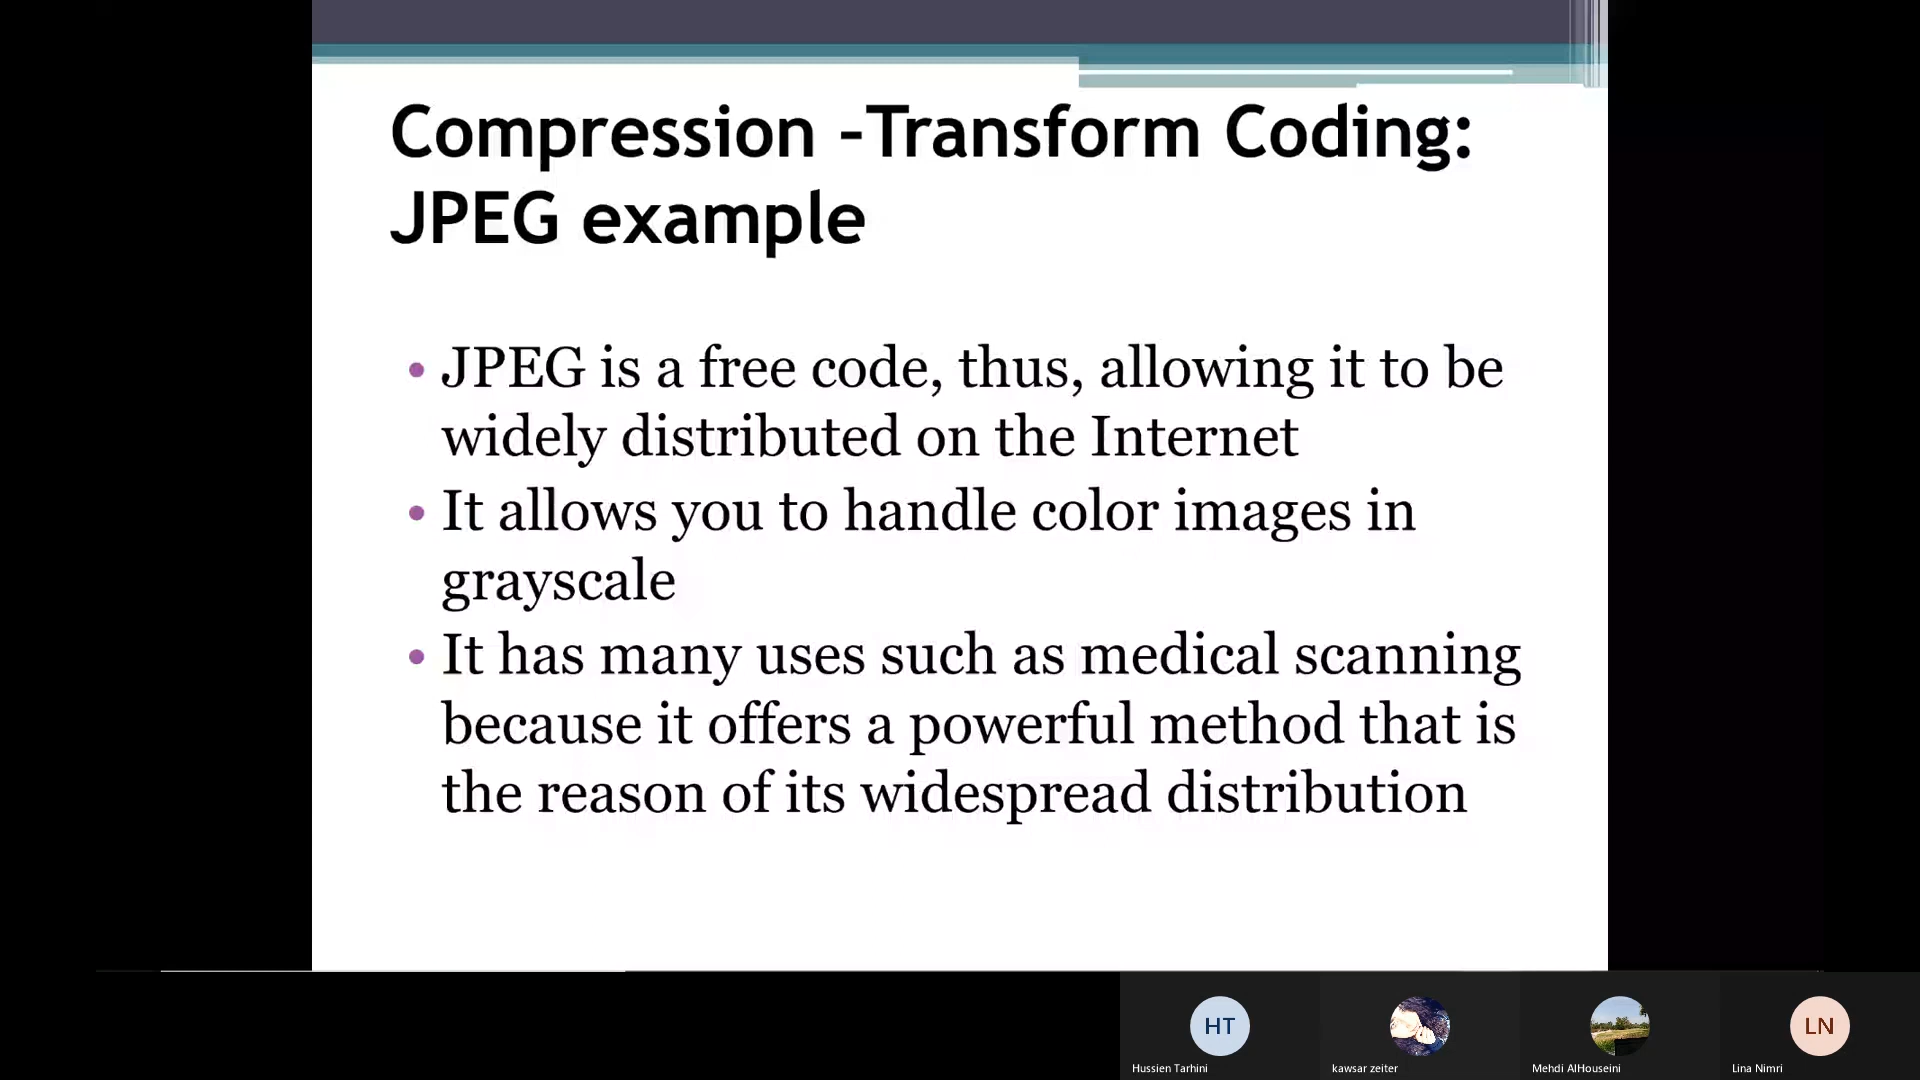 Compression –Transform Coding:
JPEG example
• JPEG is a free code, thus, allowing it to be
widely distributed on the Internet
• It allows you to handle color images in
grayscale
• It has many uses such as medical scanning
because it offers a powerful method that is
the reason of its widespread distribution
HT
LN
Hussien Tarhini
kawsar zeiter
Mehdi AlHouseini
Lina Nimri